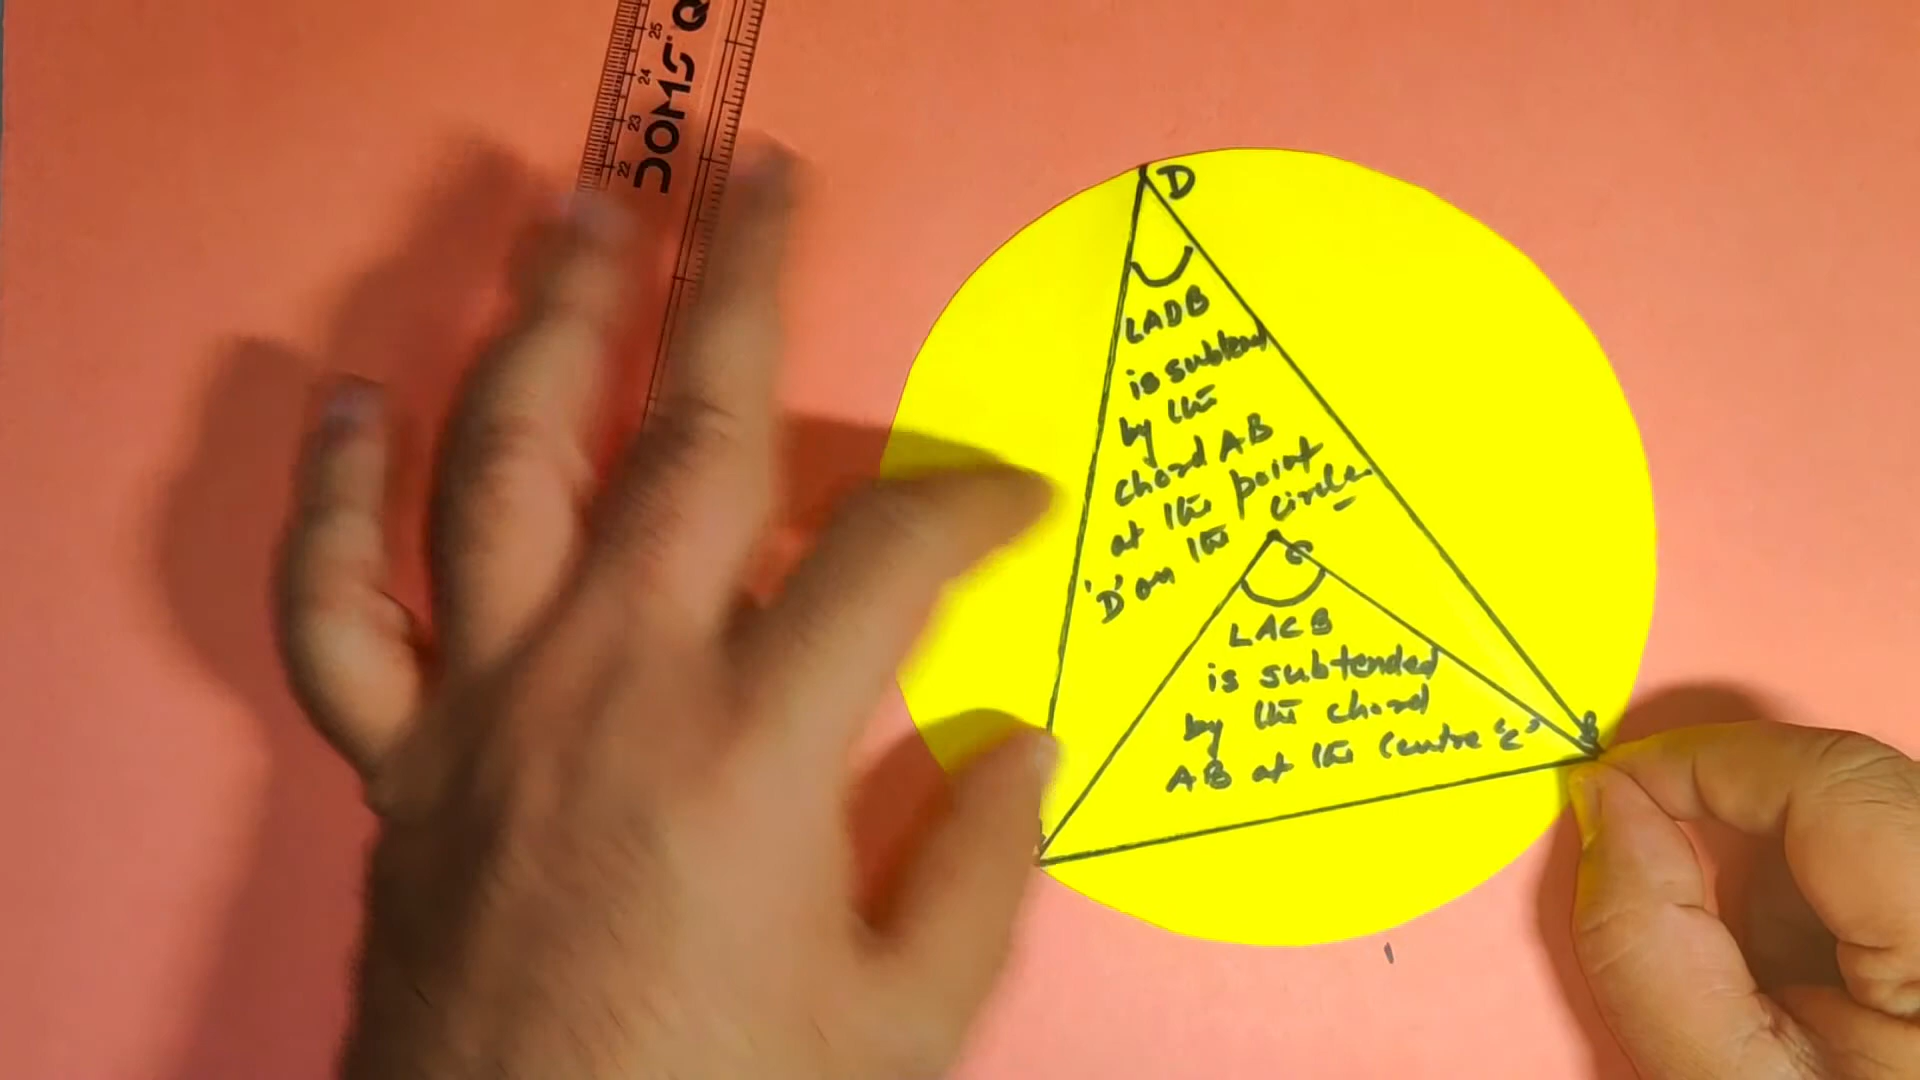 25
24
23
22
DOMS Q
D
∠ADB
is subtend
by the
chord AB
at the point
'D' on the circle
C
∠ACB
is subtended
by the chord
AB at the Centre 'C'
B